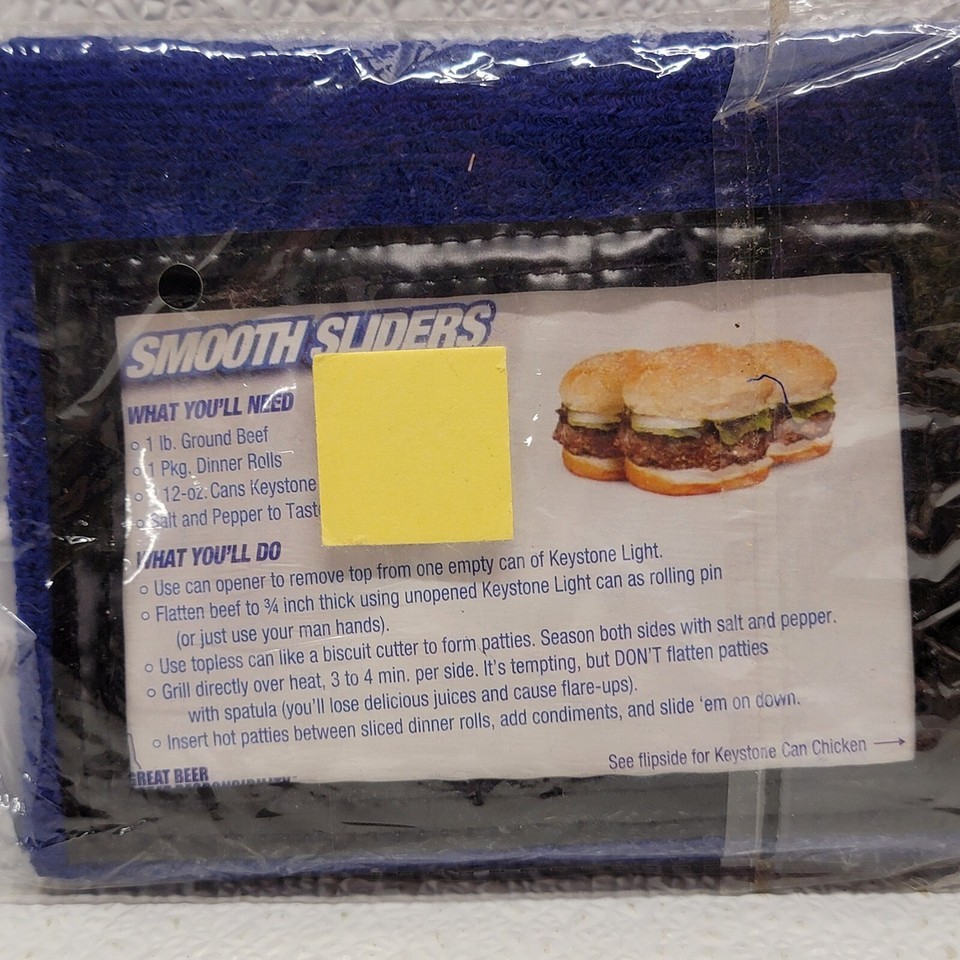 SMOOTH SLIDERS
WHAT YOU'LL NEED
○ 1 lb. Ground Beef
○ 1 Pkg. Dinner Rolls
○ 12-oz. Cans Keystone
○ Salt and Pepper to Tast
WHAT YOU'LL DO
○ Use can opener to remove top from one empty can of Keystone Light.
○ Flatten beef to ¾ inch thick using unopened Keystone Light can as rolling pin
(or just use your man hands).
○ Use topless can like a biscuit cutter to form patties. Season both sides with salt and pepper.
○ Grill directly over heat, 3 to 4 min. per side. It's tempting, but DON'T flatten patties
with spatula (you'll lose delicious juices and cause flare-ups).
○ Insert hot patties between sliced dinner rolls, add condiments, and slide 'em on down.
See flipside for Keystone Can Chicken →
GREAT BEER